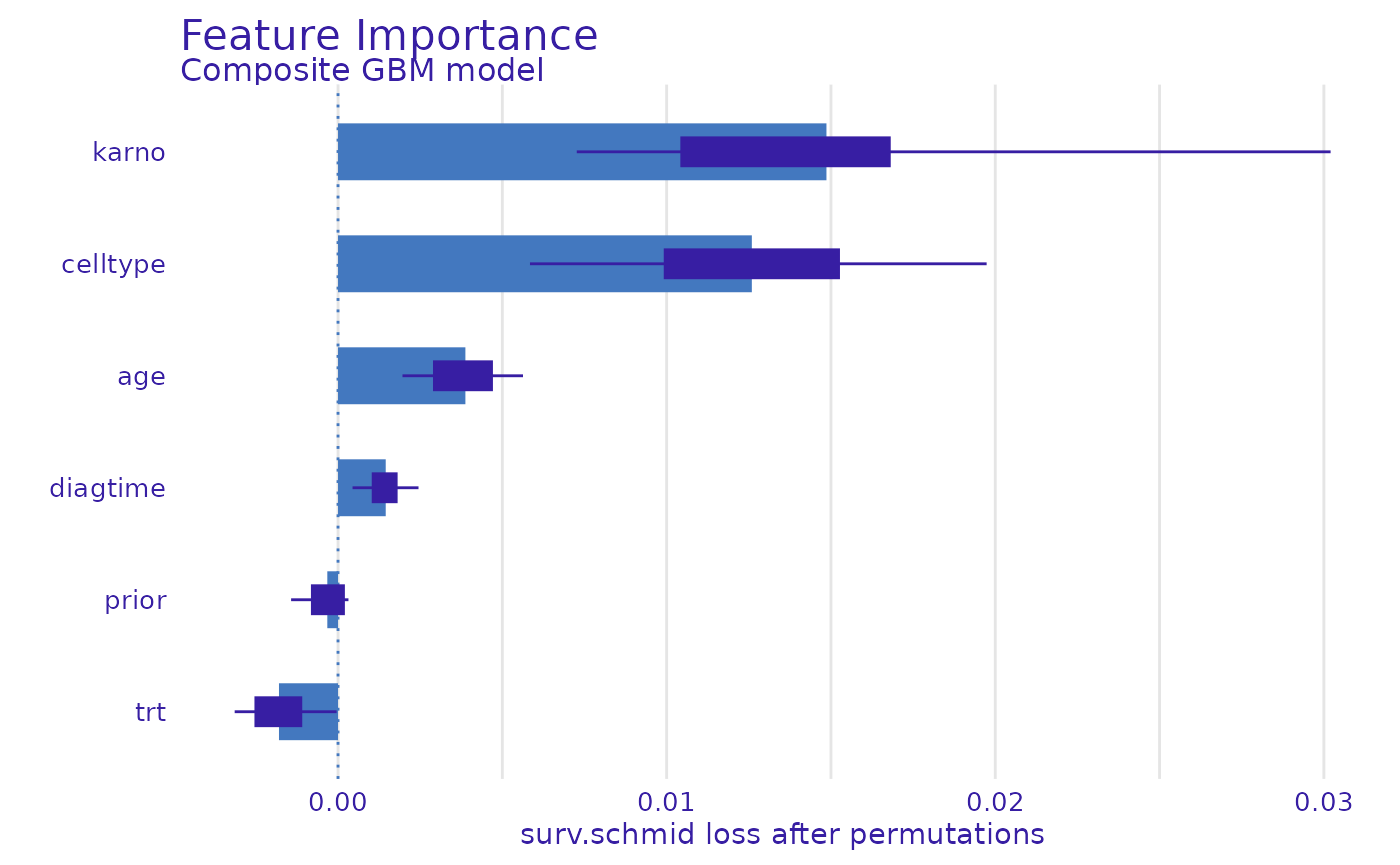 Feature Importance
Composite GBM model
karno
celltype
age
diagtime
prior
trt
0.00 0.01 0.02 0.03
surv.schmid loss after permutations